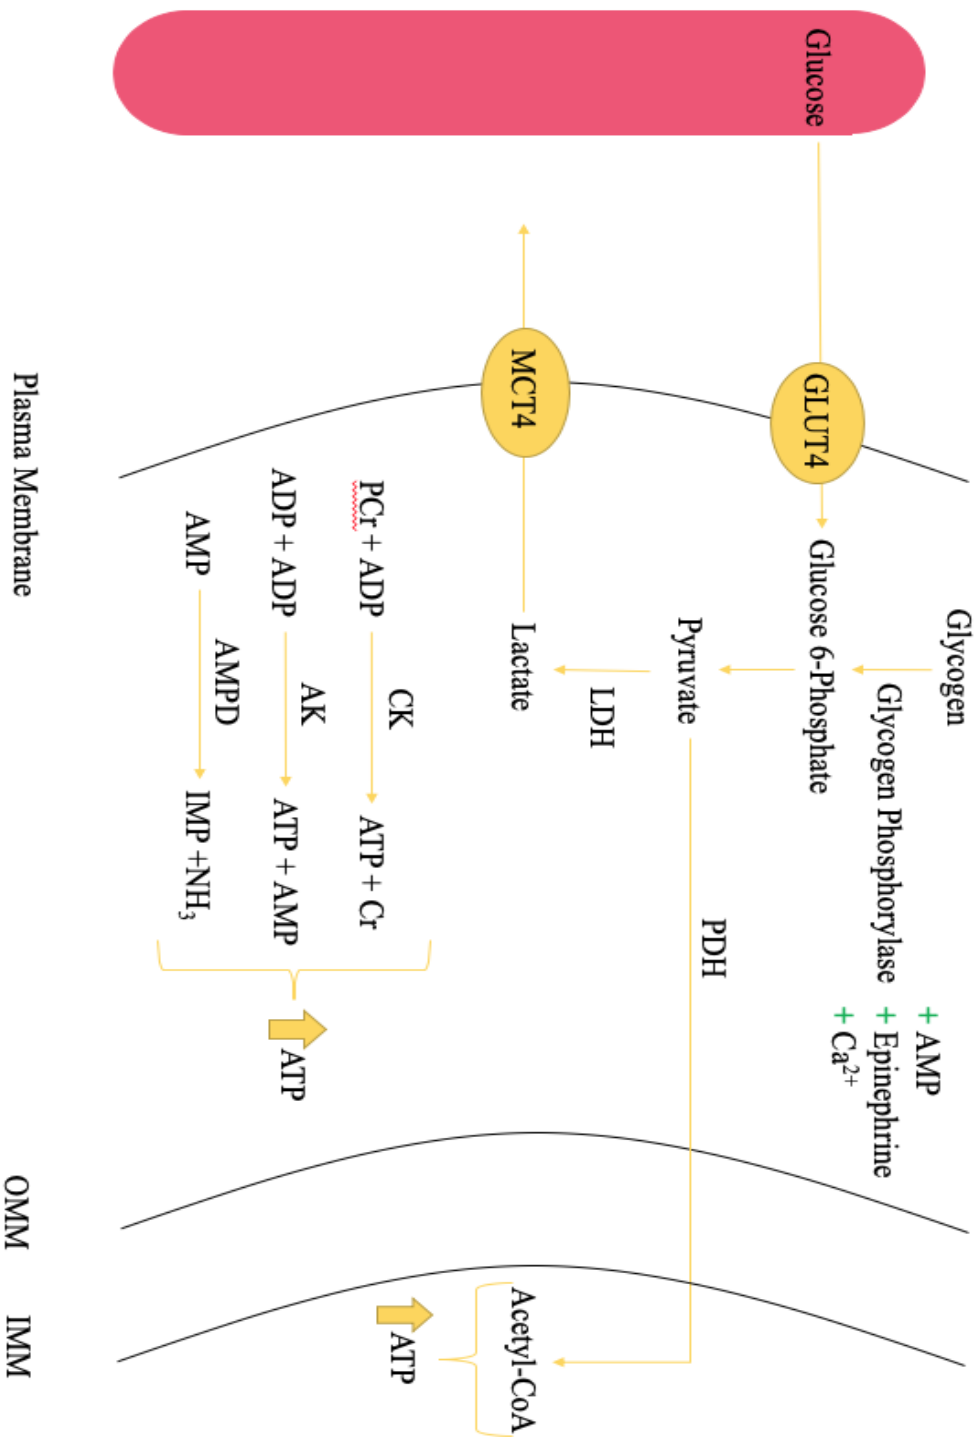 Glycogen
Glycogen Phosphorylase
+ AMP
+ Epinephrine
+ Ca²⁺
Glucose
GLUT4
Glucose 6-Phosphate
Pyruvate
PDH
LDH
MCT4
Lactate
Acetyl-CoA
ATP
CK
PCr + ADP
ATP + Cr
AK
ADP + ADP
ATP + AMP
ATP
AMPD
AMP
IMP +NH₃
Plasma Membrane
OMM
IMM